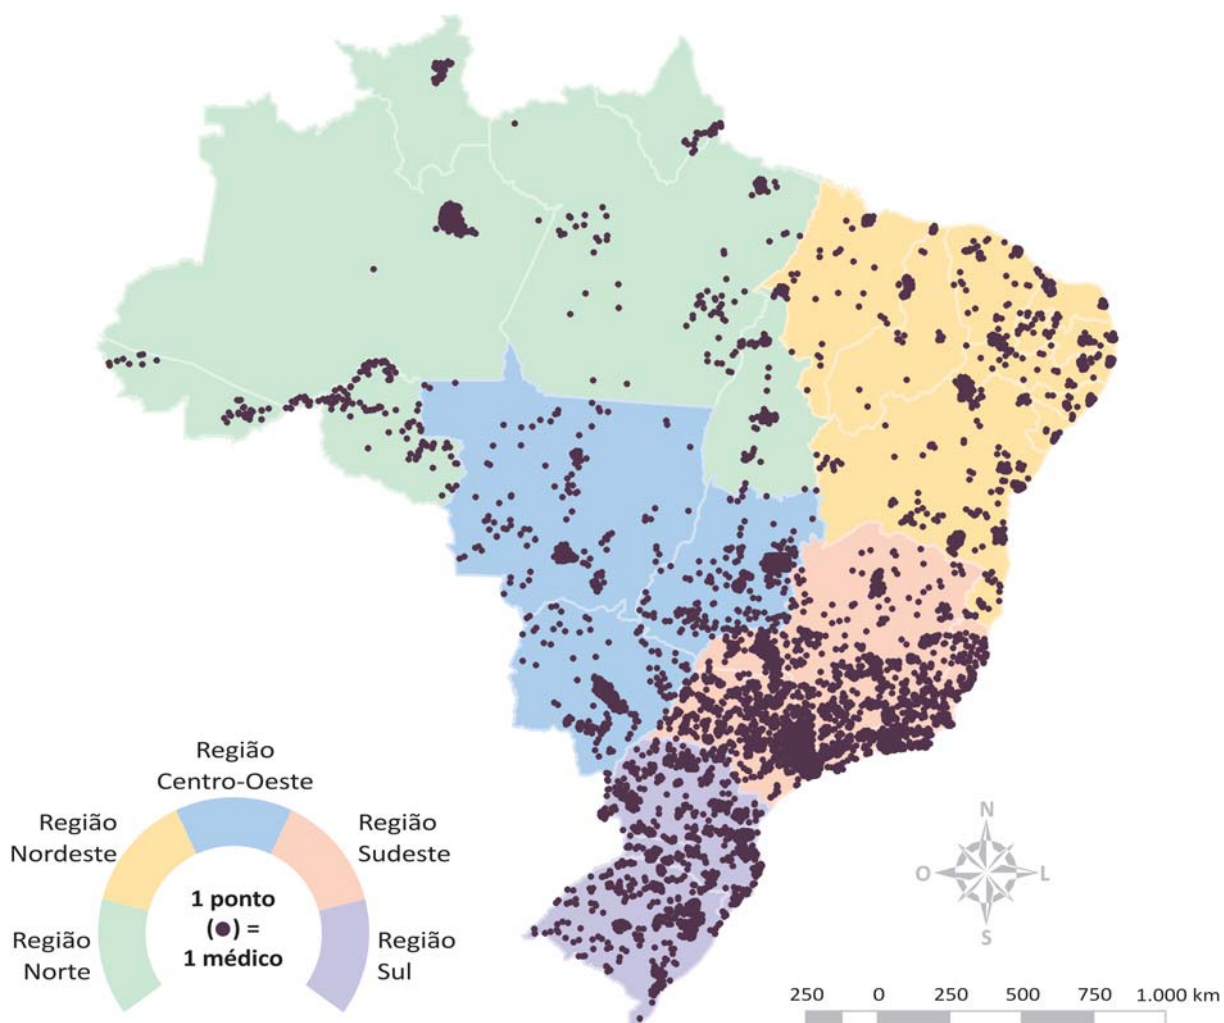 Região
Centro-Oeste
Região
Nordeste
Região
Sudeste
1 ponto
(●) =
1 médico
Região
Norte
Região
Sul
N
O
L
S
250 0 250 500 750 1.000 km